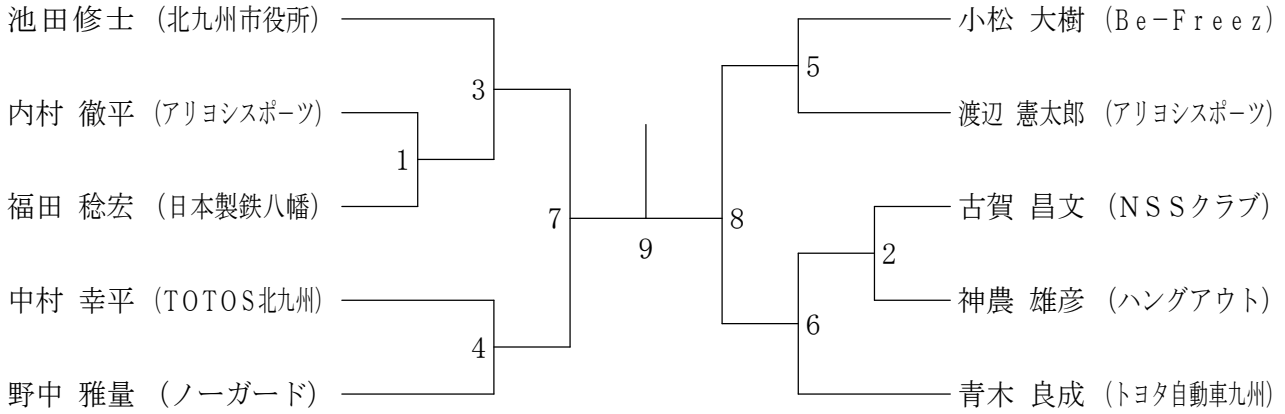 池田修士 (北九州市役所)
小松 大樹 (Be-Freez)
5
3
内村 徹平 (アリヨシスポーツ)
渡辺 憲太郎 (アリヨシスポーツ)
1
福田 稔宏 (日本製鉄八幡)
古賀 昌文 (NSSクラブ)
7
8
9
2
中村 幸平 (TOTOS北九州)
神農 雄彦 (ハングアウト)
6
4
野中 雅量 (ノーガード)
青木 良成 (トヨタ自動車九州)